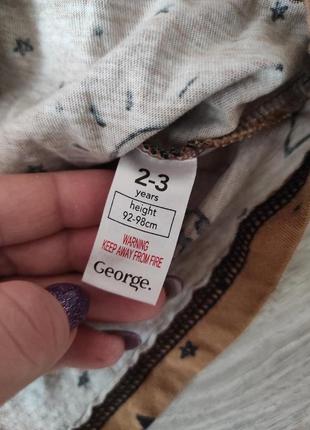 2-3
years
height
92-98cm
WARNING
KEEP AWAY FROM FIRE
George.